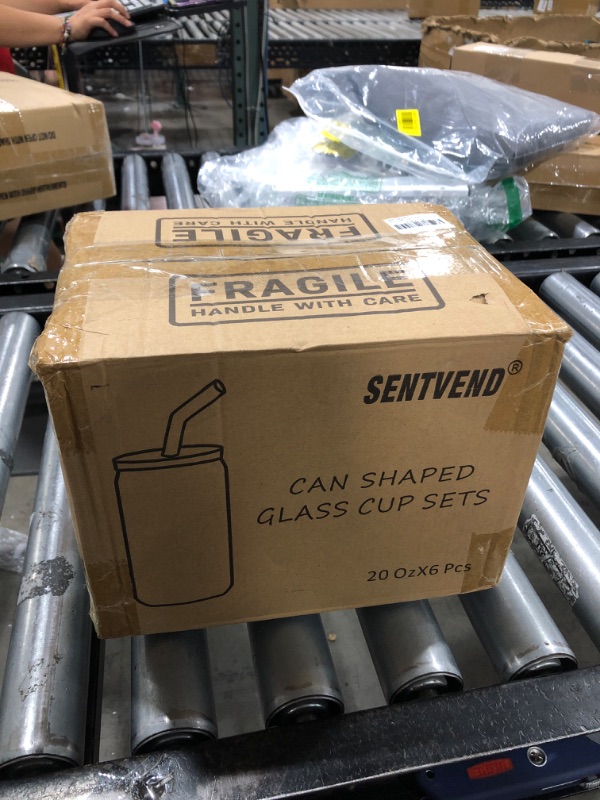 FRAGILE
HANDLE WITH CARE
FRAGILE
HANDLE WITH CARE
SENTVEND®
CAN SHAPED
GLASS CUP SETS
20 OzX6 Pcs